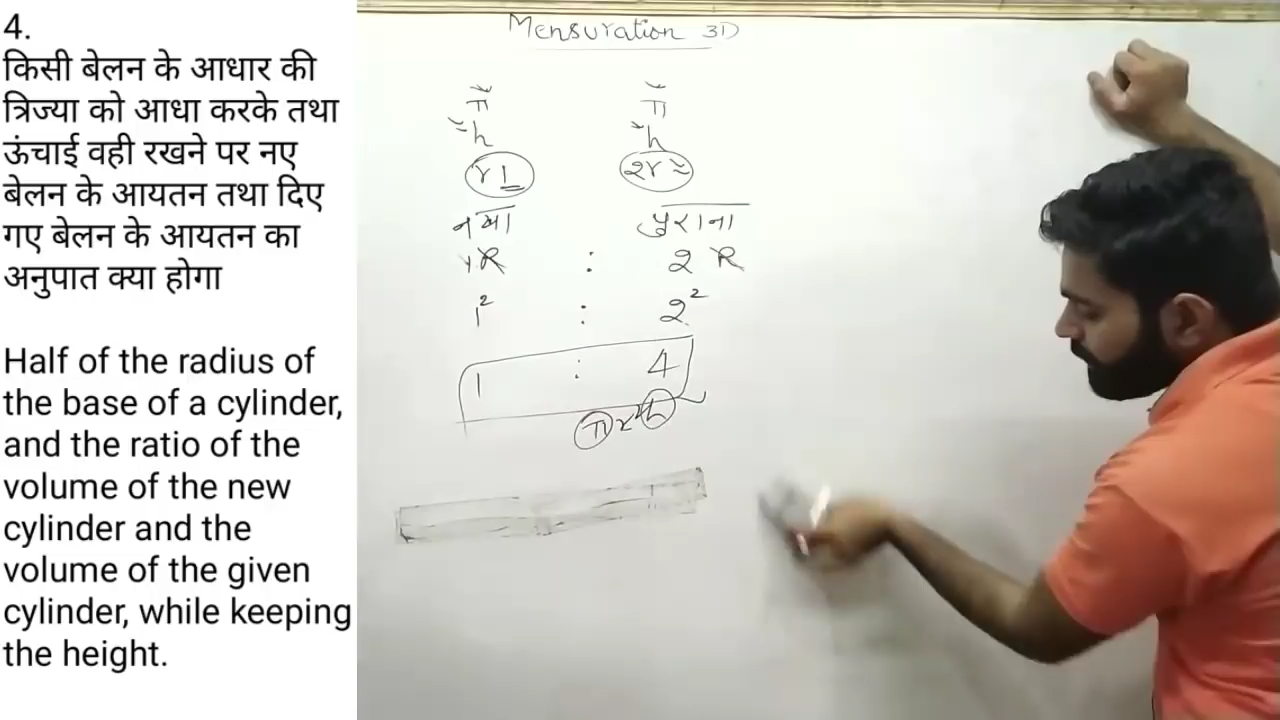 4.
किसी बेलन के आधार की
त्रिज्या को आधा करके तथा
ऊंचाई वही रखने पर नए
बेलन के आयतन तथा दिए
गए बेलन के आयतन का
अनुपात क्या होगा
Half of the radius of
the base of a cylinder,
and the ratio of the
volume of the new
cylinder and the
volume of the given
cylinder, while keeping
the height.
Mensuration 3D
π π
h h
r 1 2r 2
नया पुराना
1R : 2 R
1² : 2²
1 : 4
πr²h